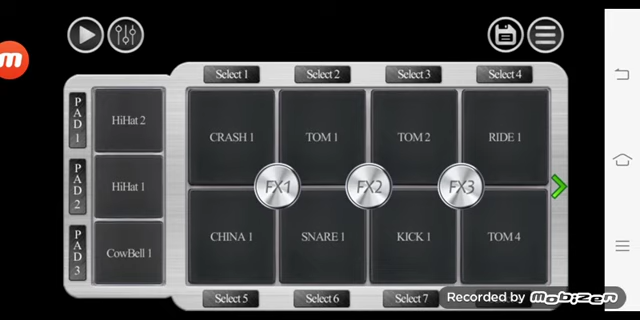 m
Select 1 Select 2 Select 3 Select 4
PAD 1 HiHat 2 CRASH 1 TOM 1 TOM 2 RIDE 1
PAD 2 HiHat 1 FX1 FX2 FX3
PAD 3 CowBell 1 CHINA 1 SNARE 1 KICK 1 TOM 4
Select 5 Select 6 Select 7
Recorded by Mobizen